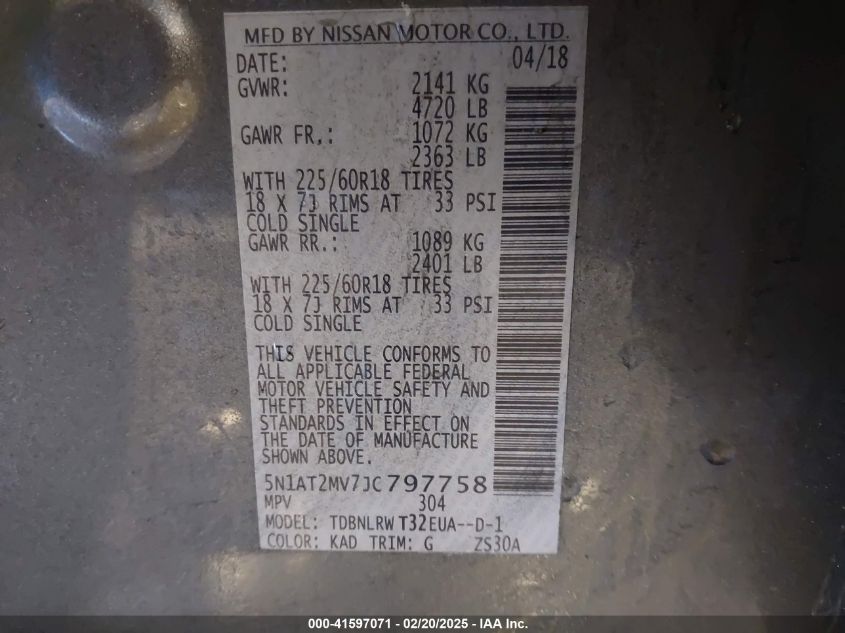 MFD BY NISSAN MOTOR CO., LTD.
DATE: 04/18
GVWR: 2141 KG
4720 LB
GAWR FR.: 1072 KG
2363 LB
WITH 225/60R18 TIRES
18 X 7J RIMS AT 33 PSI
COLD SINGLE
GAWR RR.: 1089 KG
2401 LB
WITH 225/60R18 TIRES
18 X 7J RIMS AT 33 PSI
COLD SINGLE
THIS VEHICLE CONFORMS TO
ALL APPLICABLE FEDERAL
MOTOR VEHICLE SAFETY AND
THEFT PREVENTION
STANDARDS IN EFFECT ON
THE DATE OF MANUFACTURE
SHOWN ABOVE.
5N1AT2MV7JC797758
MPV 304
MODEL: TDBNLRW T32EUA--D-1
COLOR: KAD TRIM: G ZS30A
000-41597071 | 02/20/2025 - IAA Inc.